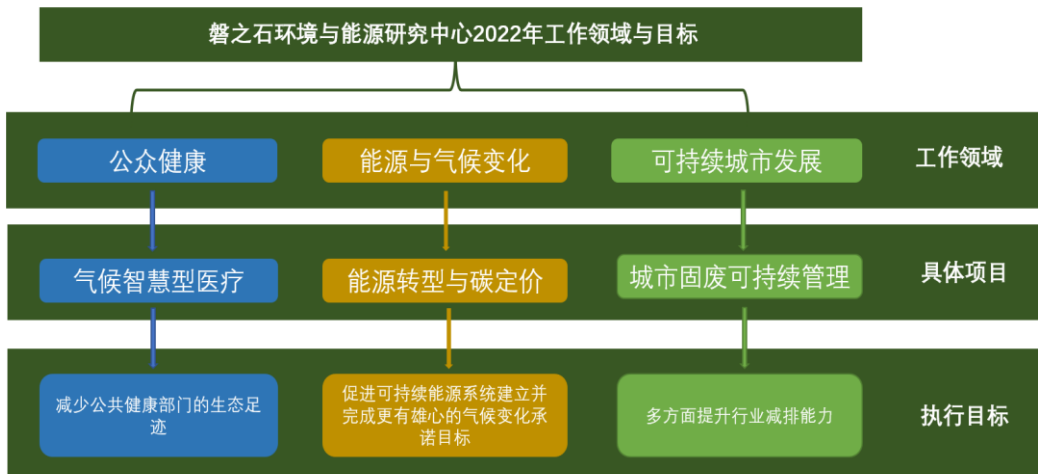 磐之石环境与能源研究中心2022年工作领域与目标
公众健康
能源与气候变化
可持续城市发展
工作领域
气候智慧型医疗
能源转型与碳定价
城市固废可持续管理
具体项目
减少公共健康部门的生态足
迹
促进可持续能源系统建立并
完成更有雄心的气候变化承
诺目标
多方面提升行业减排能力
执行目标